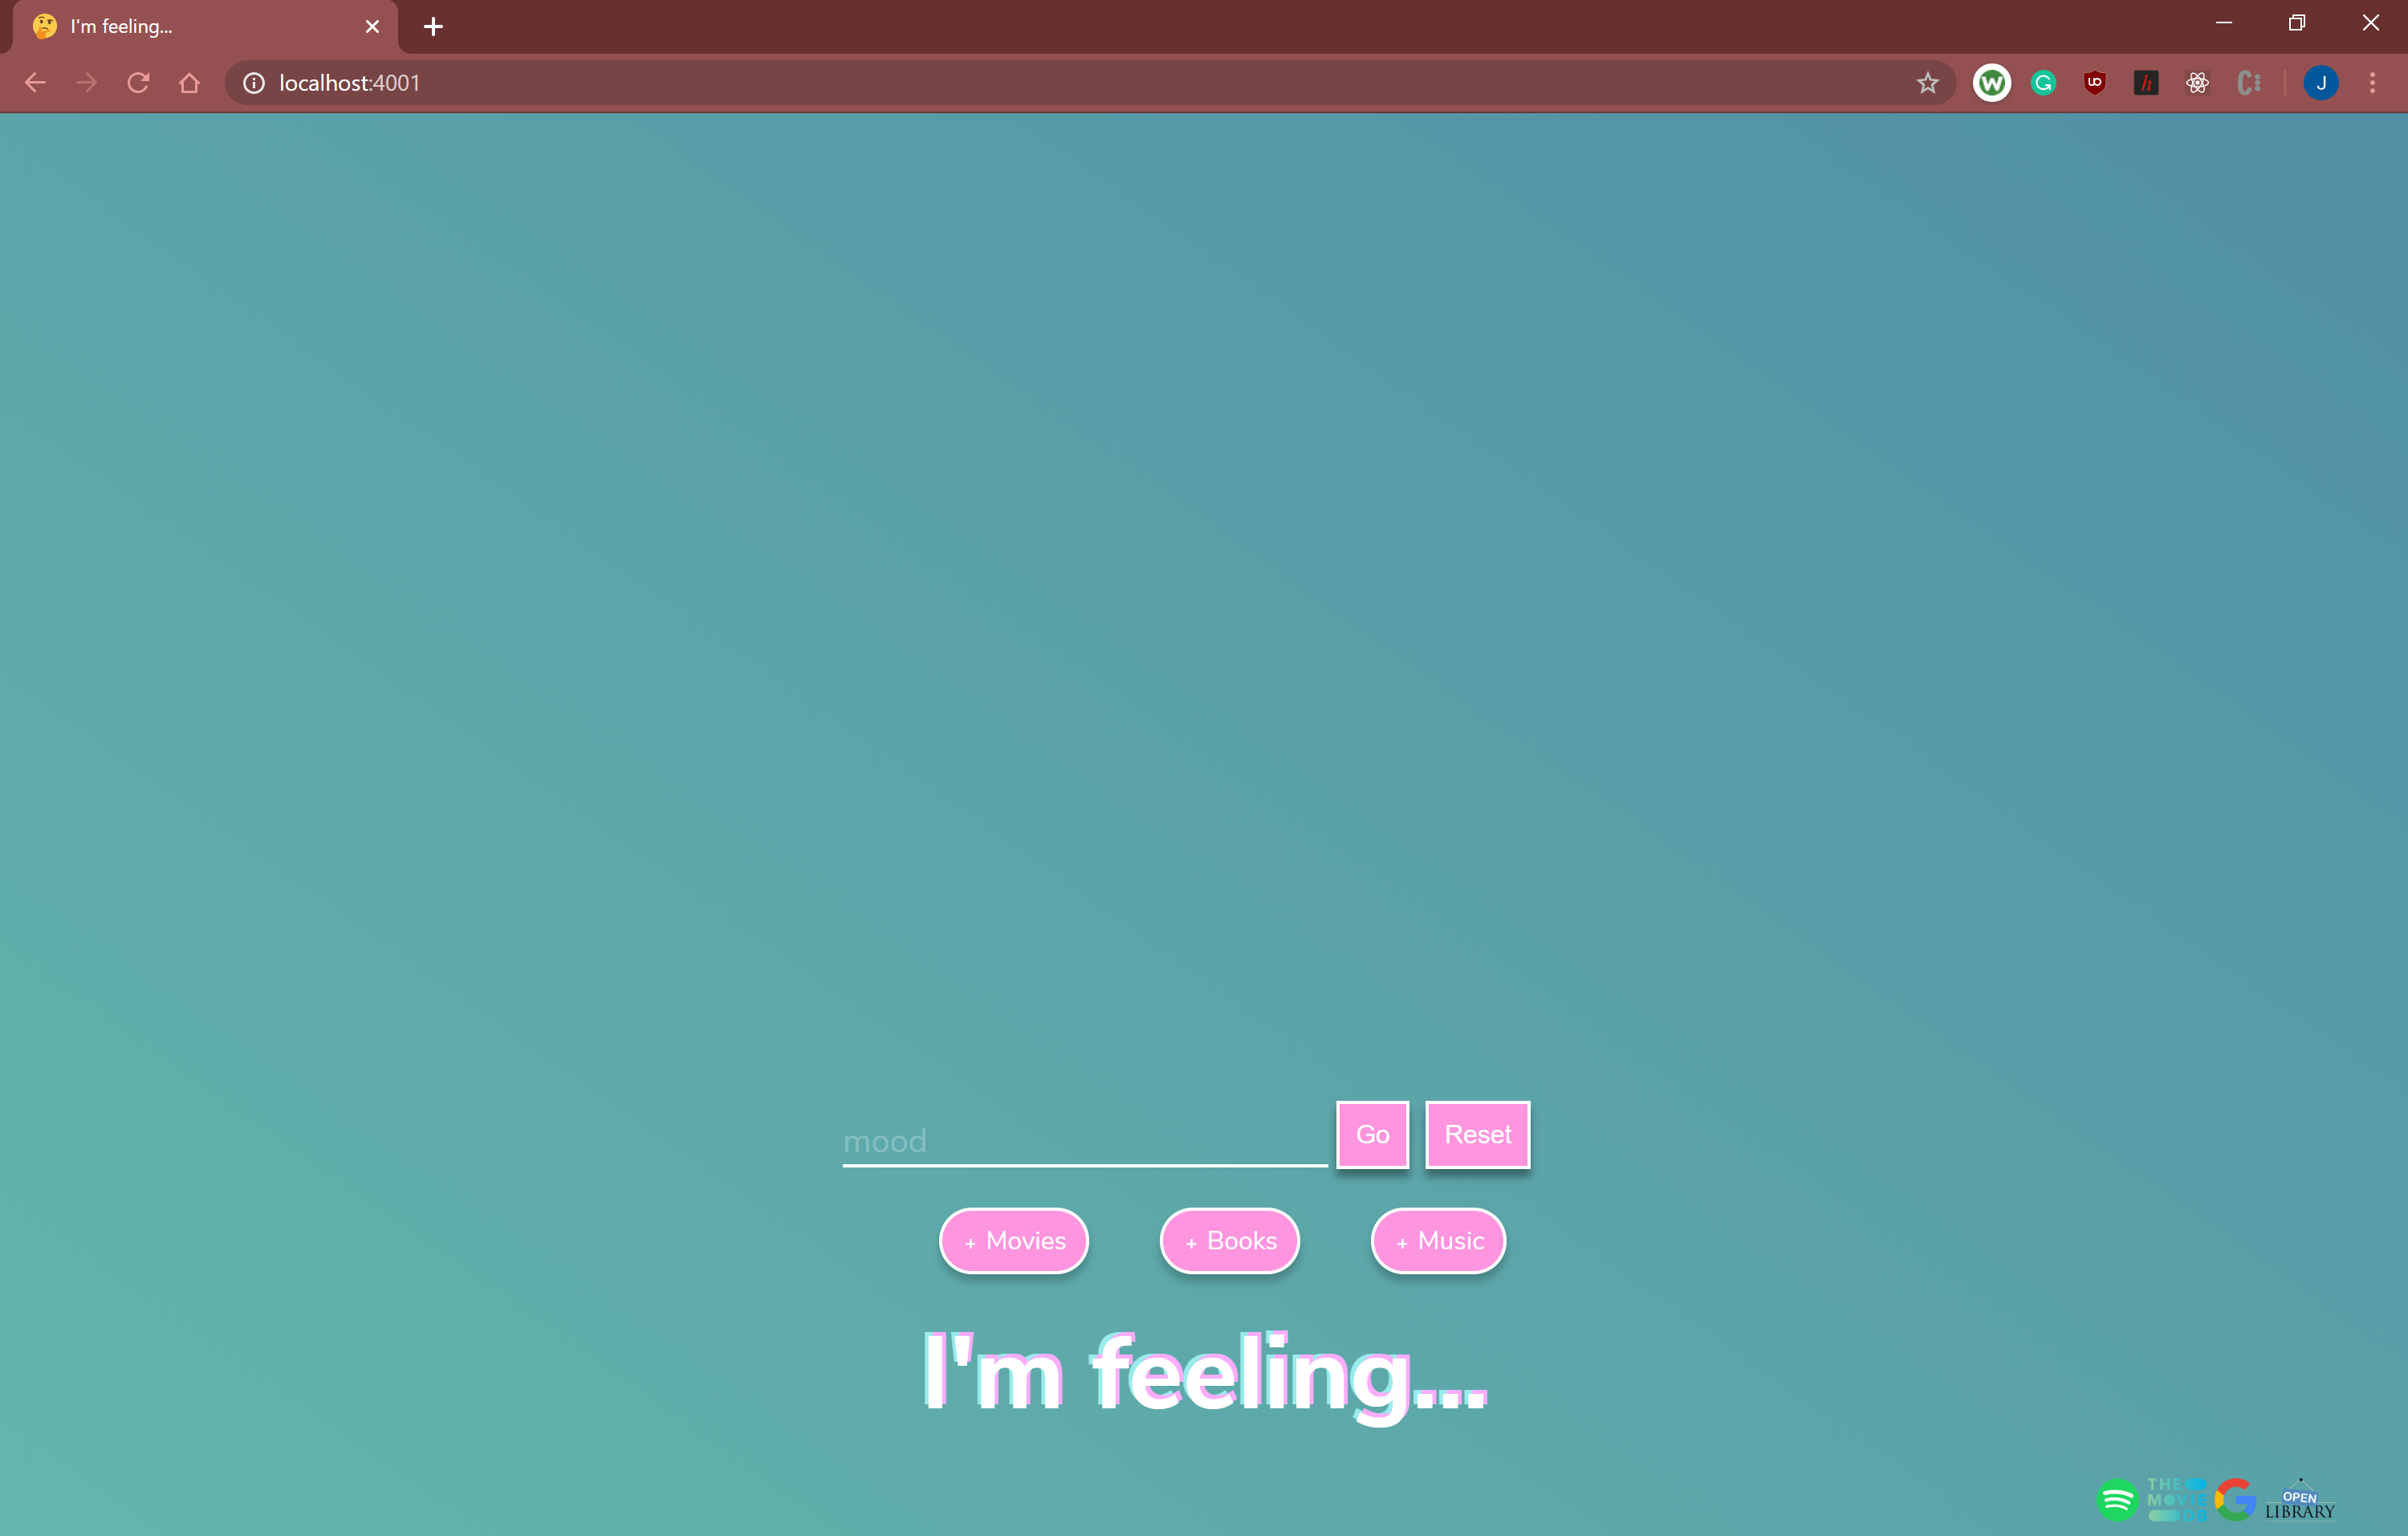 I'm feeling...
localhost:4001
J
mood
Go
Reset
+ Movies
+ Books
+ Music
I'm feeling...
THE
MOVIE
DB
OPEN
LIBRARY